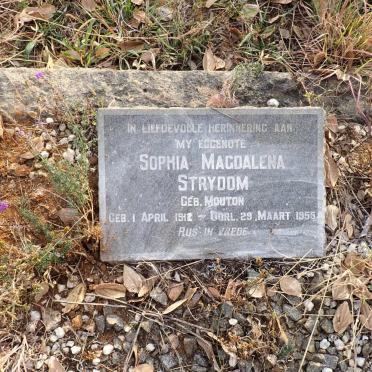 IN LIEFDEVOLLE HERINNERING AAN
MY EGGENOTE
SOPHIA MAGDALENA
STRYDOM
GEB. MOUTON
GEB. 1 APRIL 1912 – OORL. 29, MAART 1955
RUS IN VREDE